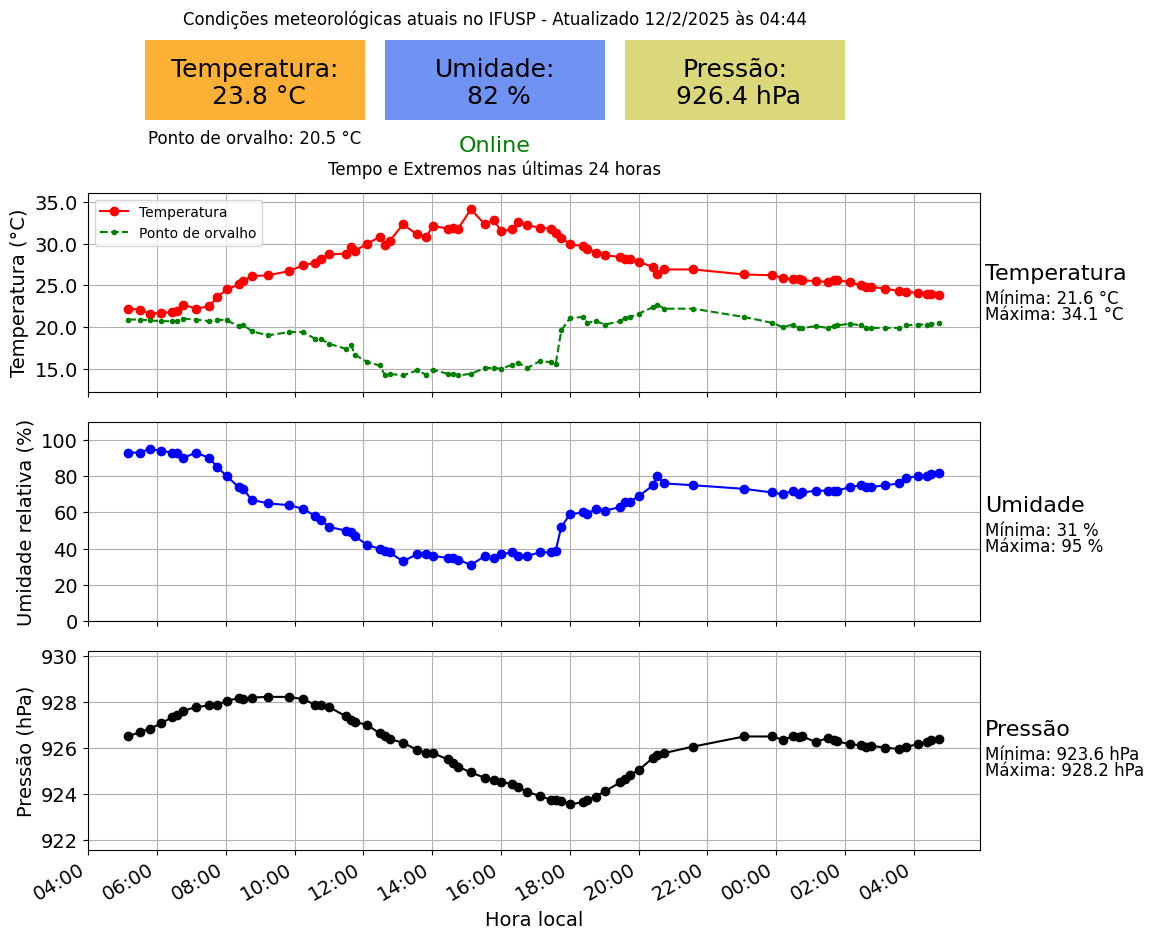 Condições meteorológicas atuais no IFUSP - Atualizado 12/2/2025 às 04:44
Temperatura:
23.8 °C
Umidade:
82 %
Pressão:
926.4 hPa
Ponto de orvalho: 20.5 °C
Online
Tempo e Extremos nas últimas 24 horas
Temperatura (°C)
35.0
30.0
25.0
20.0
15.0
Temperatura
Ponto de orvalho
Temperatura
Mínima: 21.6 °C
Máxima: 34.1 °C
Umidade relativa (%)
100
80
60
40
20
0
Umidade
Mínima: 31 %
Máxima: 95 %
Pressão (hPa)
930
928
926
924
922
Pressão
Mínima: 923.6 hPa
Máxima: 928.2 hPa
04:00 06:00 08:00 10:00 12:00 14:00 16:00 18:00 20:00 22:00 00:00 02:00 04:00
Hora local